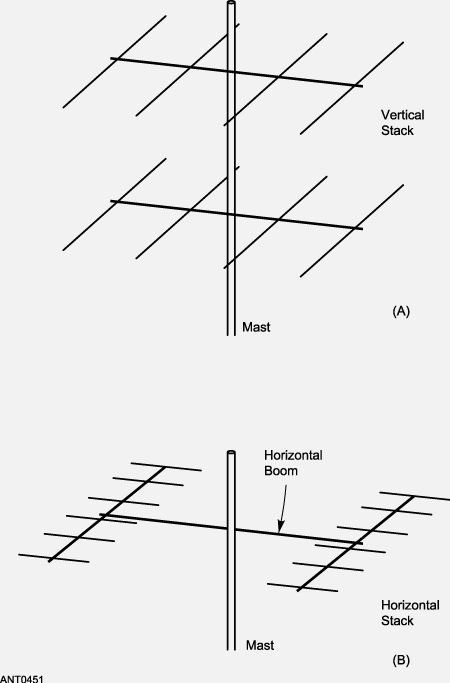 Vertical
Stack
(A)
Mast
Horizontal
Boom
Horizontal
Stack
Mast
(B)
ANT0451